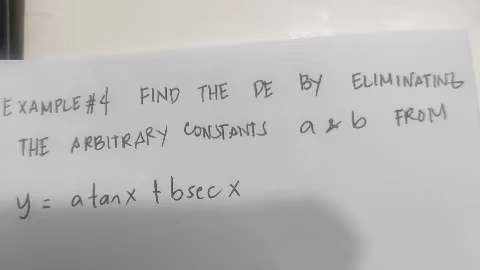 EXAMPLE #4 FIND THE DE BY ELIMINATING
THE ARBITRARY CONSTANTS a & b FROM
y = a tan x + b sec x